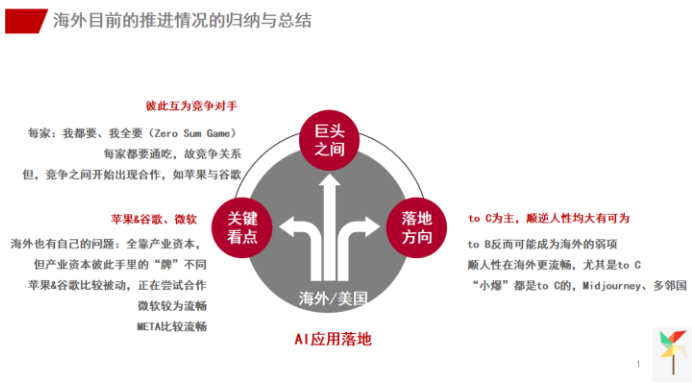 海外目前的推进情况的归纳与总结
彼此互为竞争对手
每家：我都要、我全要（Zero Sum Game）
每家都要通吃，故竞争关系
但，竞争之间开始出现合作，如苹果与谷歌
巨头
之间
苹果&谷歌、微软
海外也有自己的问题：全靠产业资本，
但产业资本彼此手里的“牌”不同
苹果&谷歌比较被动，正在尝试合作
微软较为流畅
META比较流畅
关键
看点
落地
方向
to C为主，顺逆人性均大有可为
to B反而可能成为海外的弱项
顺人性在海外更流畅，尤其是to C
“小爆”都是to C的，Midjourney、多邻国
海外/美国
AI应用落地
1